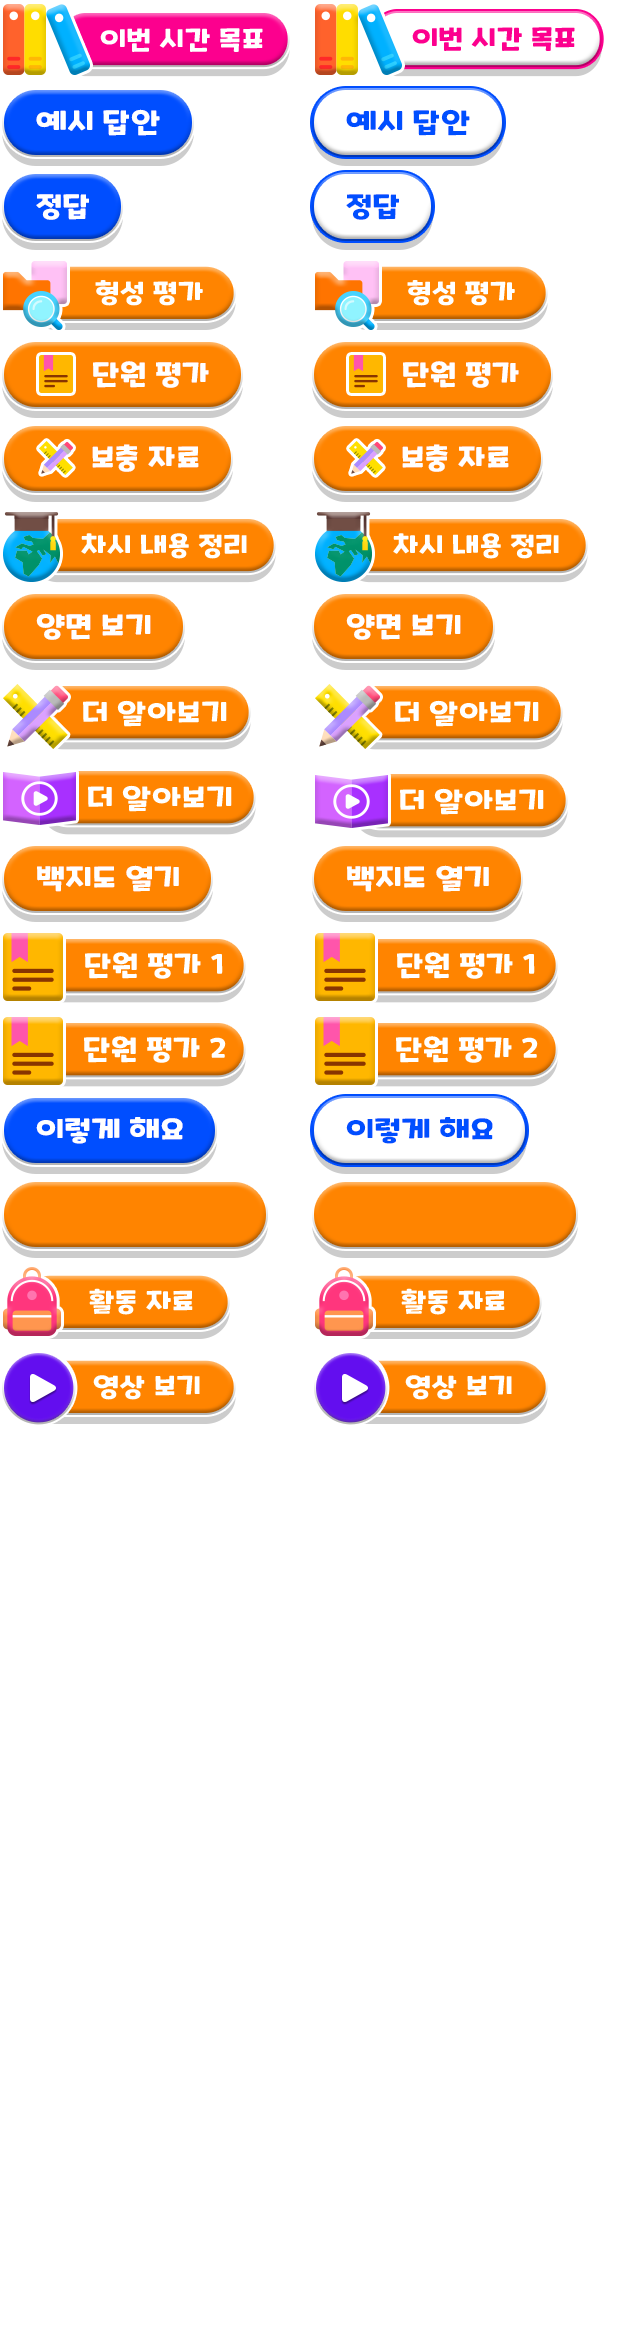 이번 시간 목표 이번 시간 목표
예시 답안 예시 답안
정답 정답
형성 평가 형성 평가
단원 평가 단원 평가
보충 자료 보충 자료
차시 내용 정리 차시 내용 정리
양면 보기 양면 보기
더 알아보기 더 알아보기
더 알아보기 더 알아보기
백지도 열기 백지도 열기
단원 평가 1 단원 평가 1
단원 평가 2 단원 평가 2
이렇게 해요 이렇게 해요
활동 자료 활동 자료
영상 보기 영상 보기